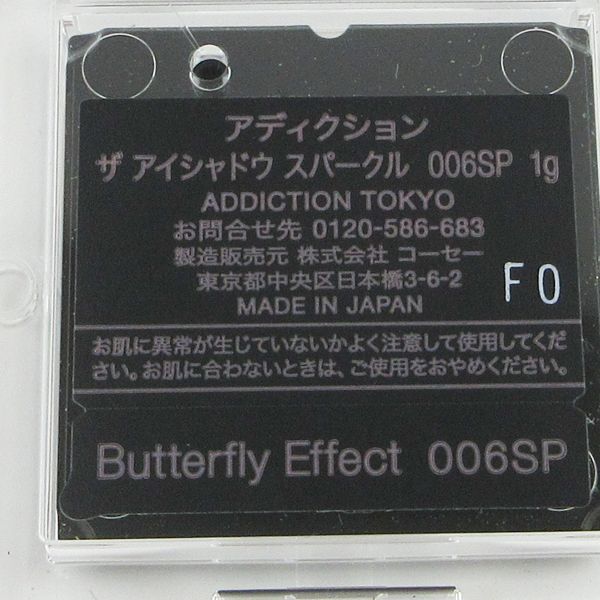 アディクション
ザ アイシャドウ スパークル 006SP 1g
ADDICTION TOKYO
お問合せ先 0120-586-683
製造販売元 株式会社 コーセー
東京都中央区日本橋3-6-2
MADE IN JAPAN
F0
お肌に異常が生じていないかよく注意して使用してくだ
さい。お肌に合わないときは、ご使用をおやめください。
Butterfly Effect 006SP